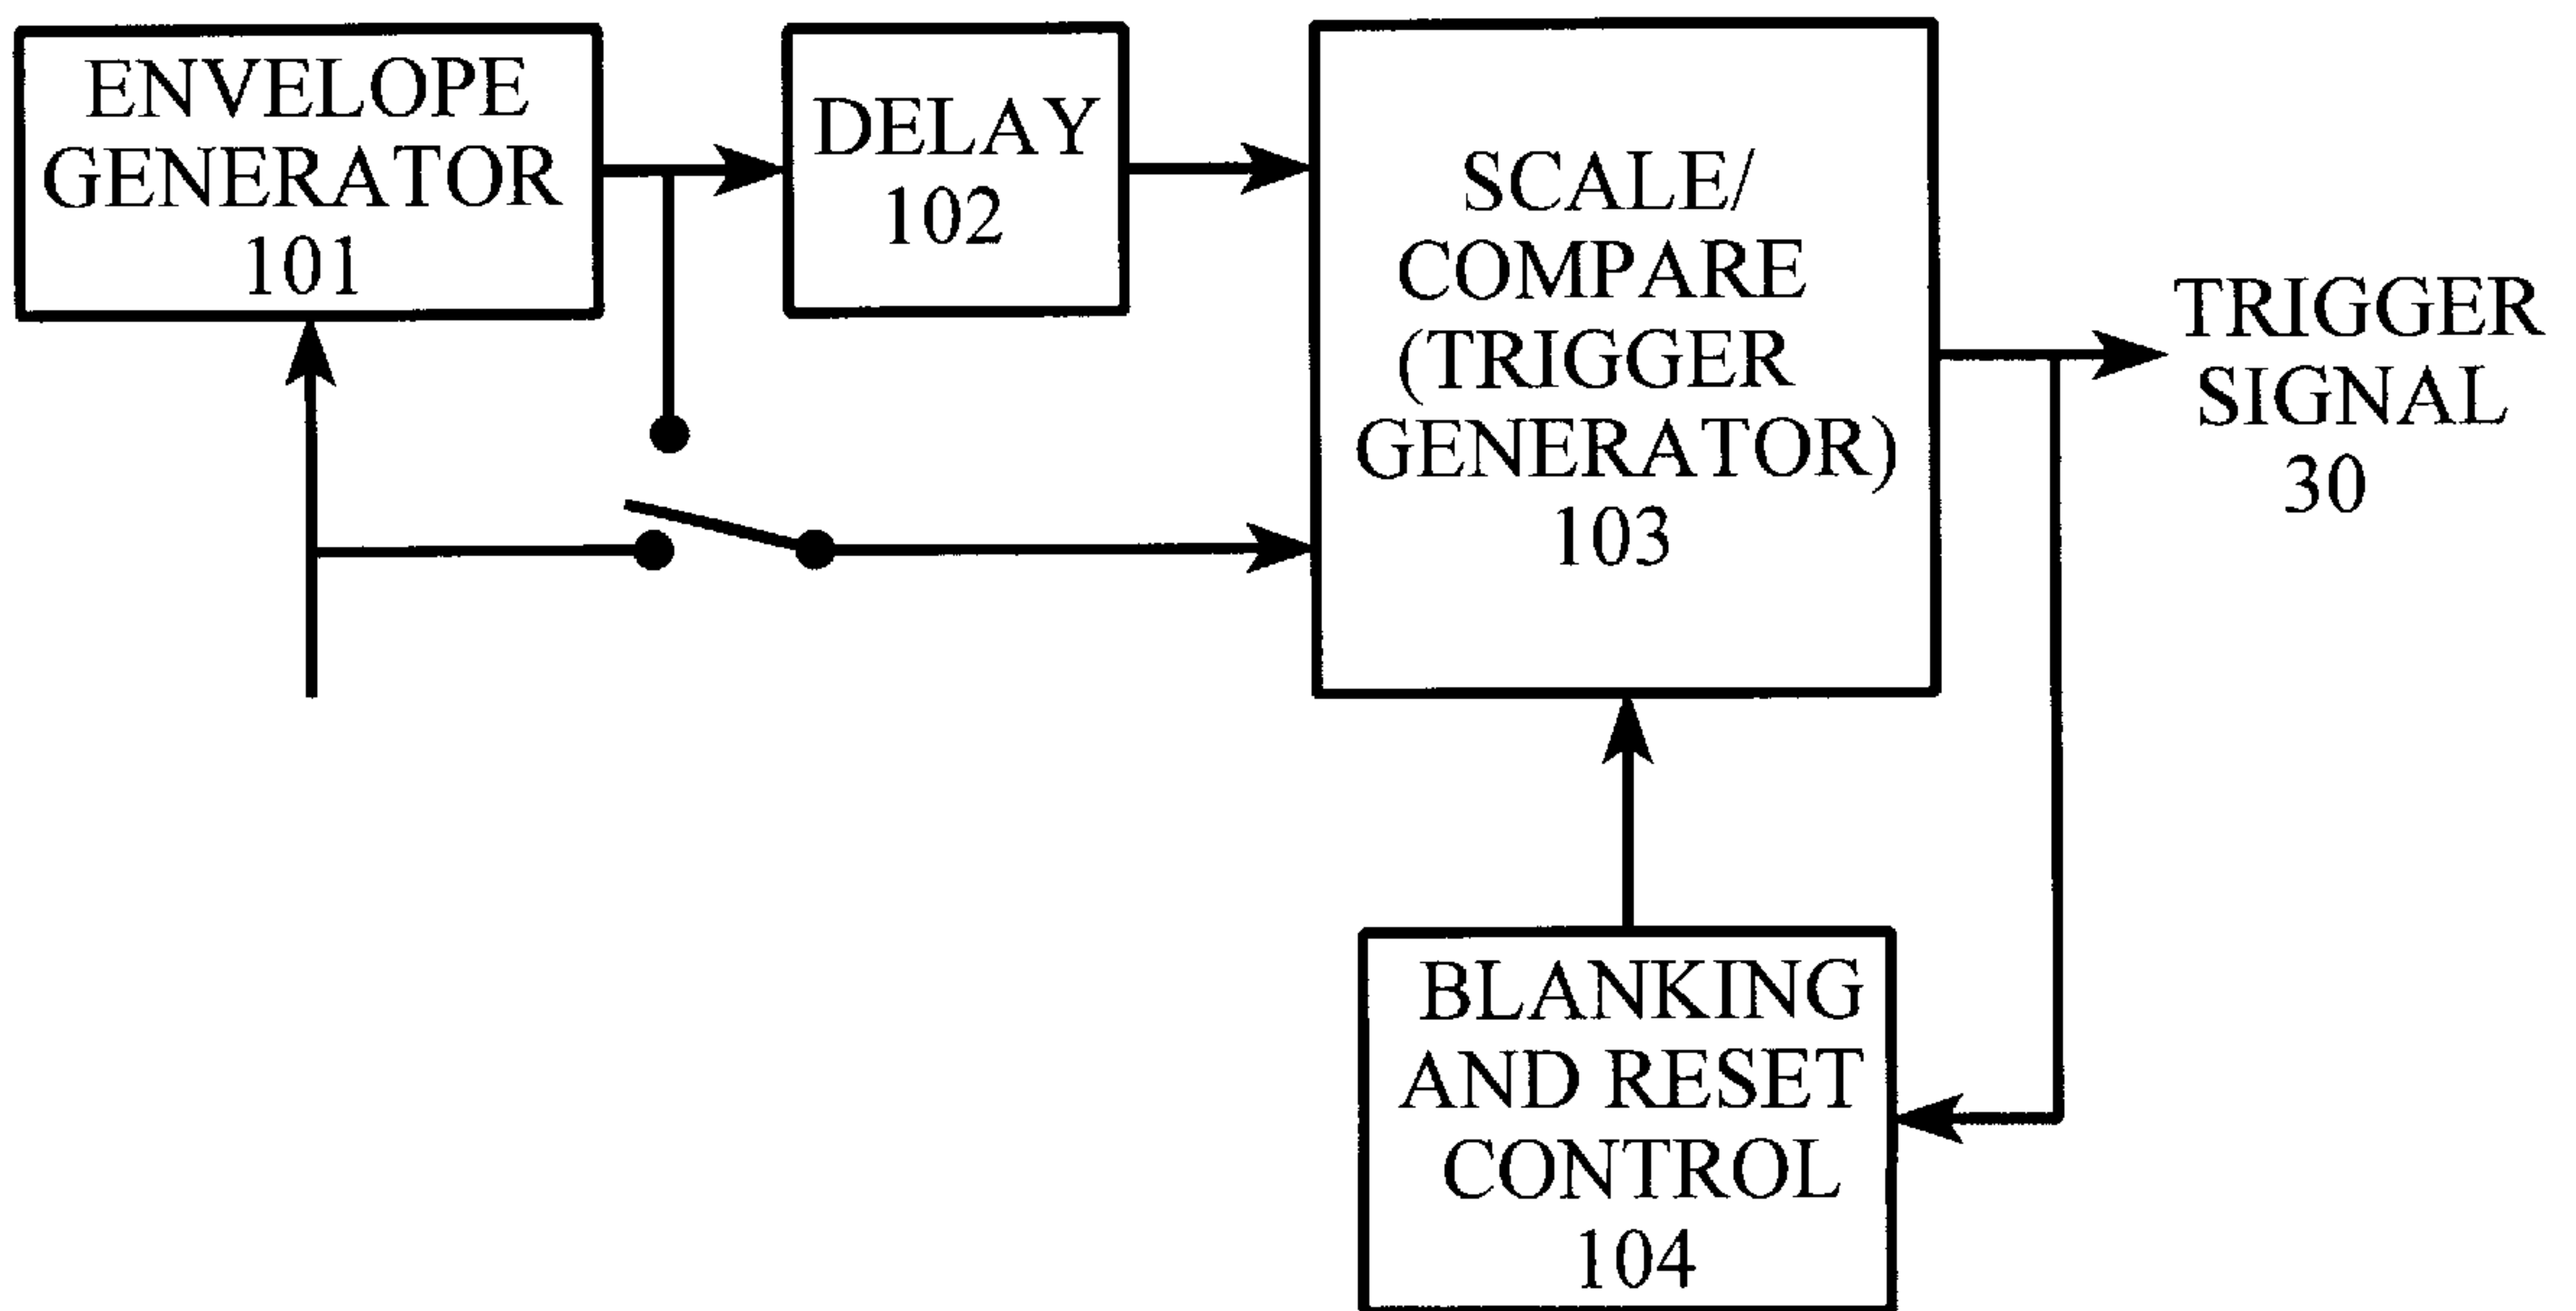 ENVELOPE
GENERATOR
101
DELAY
102
SCALE/
COMPARE
(TRIGGER
GENERATOR)
103
TRIGGER
SIGNAL
30
BLANKING
AND RESET
CONTROL
104